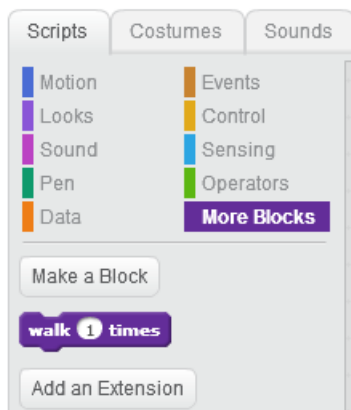 Scripts Costumes Sounds
Motion Events
Looks Control
Sound Sensing
Pen Operators
Data More Blocks
Make a Block
walk 1 times
Add an Extension